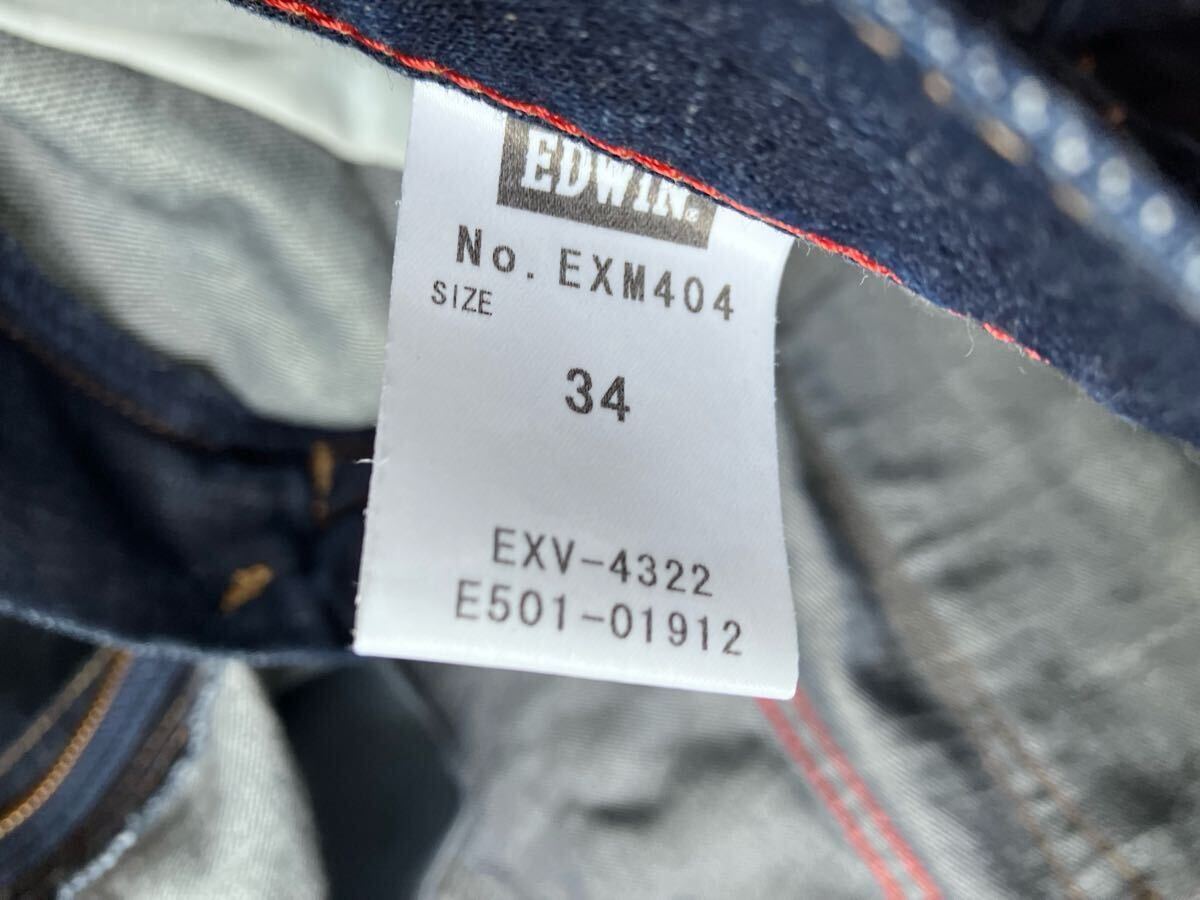 EDWIN®
No. EXM404
SIZE
34
EXV-4322
E501-01912